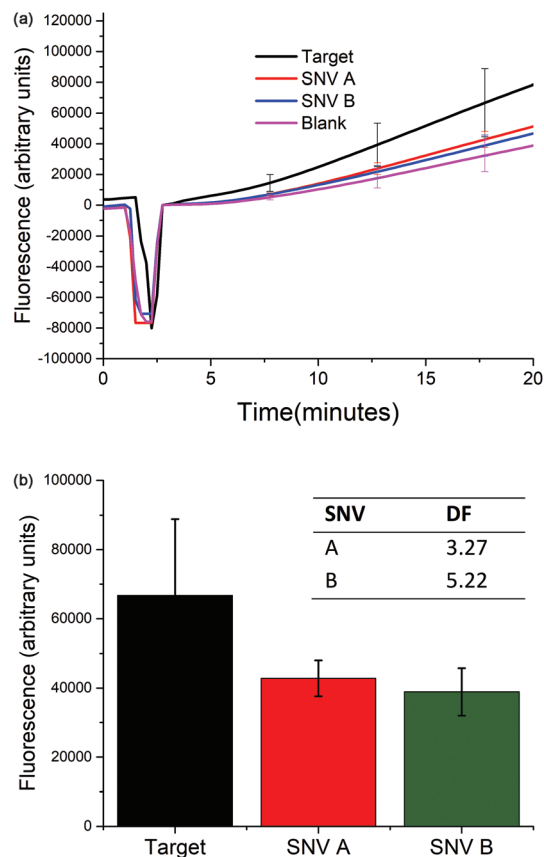 (a)
120000
100000
80000
60000
40000
20000
0
-20000
-40000
-60000
-80000
-100000
Fluorescence (arbitrary units)
Target
SNV A
SNV B
Blank
0 5 10 15 20
Time(minutes)
(b)
100000
80000
60000
40000
20000
0
Fluorescence (arbitrary units)
SNV DF
A 3.27
B 5.22
Target SNV A SNV B